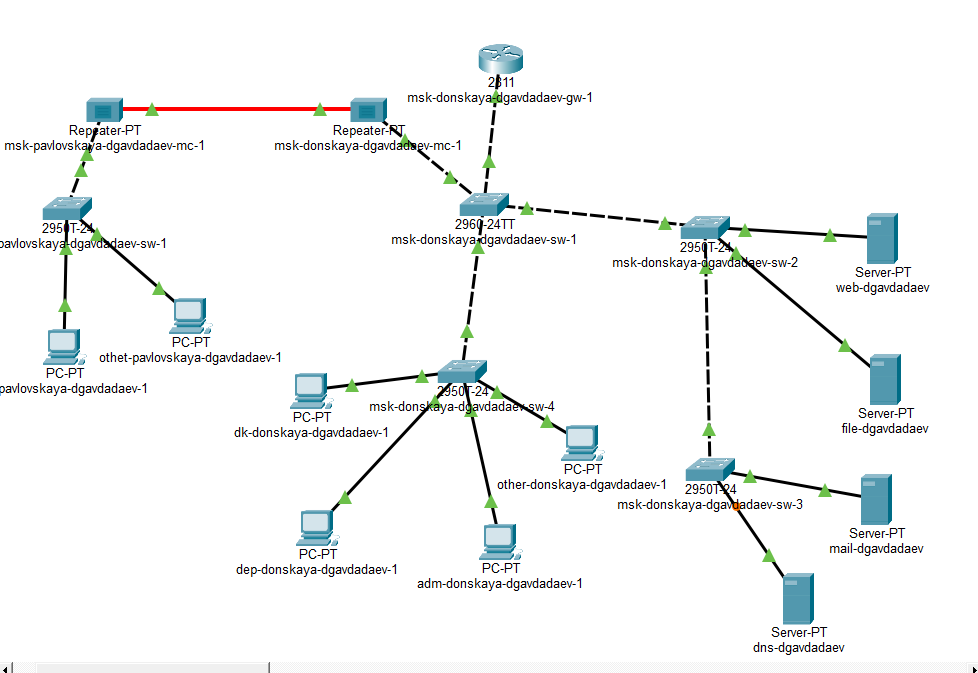 2811
msk-donskaya-dgavdadaev-gw-1
Repeater-PT
msk-pavlovskaya-dgavdadaev-mc-1
Repeater-PT
msk-donskaya-dgavdadaev-mc-1
2950T-24
pavlovskaya-dgavdadaev-sw-1
2960-24TT
msk-donskaya-dgavdadaev-sw-1
2950T-24
msk-donskaya-dgavdadaev-sw-2
Server-PT
web-dgavdadaev
PC-PT
othet-pavlovskaya-dgavdadaev-1
PC-PT
pavlovskaya-dgavdadaev-1
2950T-24
msk-donskaya-dgavdadaev-sw-4
PC-PT
dk-donskaya-dgavdadaev-1
Server-PT
file-dgavdadaev
PC-PT
other-donskaya-dgavdadaev-1
2950T-24
msk-donskaya-dgavdadaev-sw-3
Server-PT
mail-dgavdadaev
PC-PT
dep-donskaya-dgavdadaev-1
PC-PT
adm-donskaya-dgavdadaev-1
Server-PT
dns-dgavdadaev